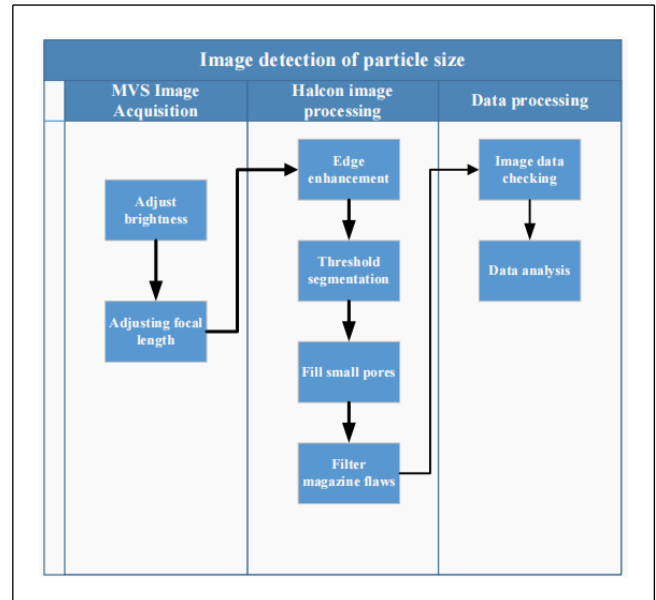 Image detection of particle size
MVS Image
Acquisition
Halcon image
processing
Data processing
Adjust
brightness
Adjusting focal
length
Edge
enhancement
Threshold
segmentation
Fill small pores
Filter
magazine flaws
Image data
checking
Data analysis